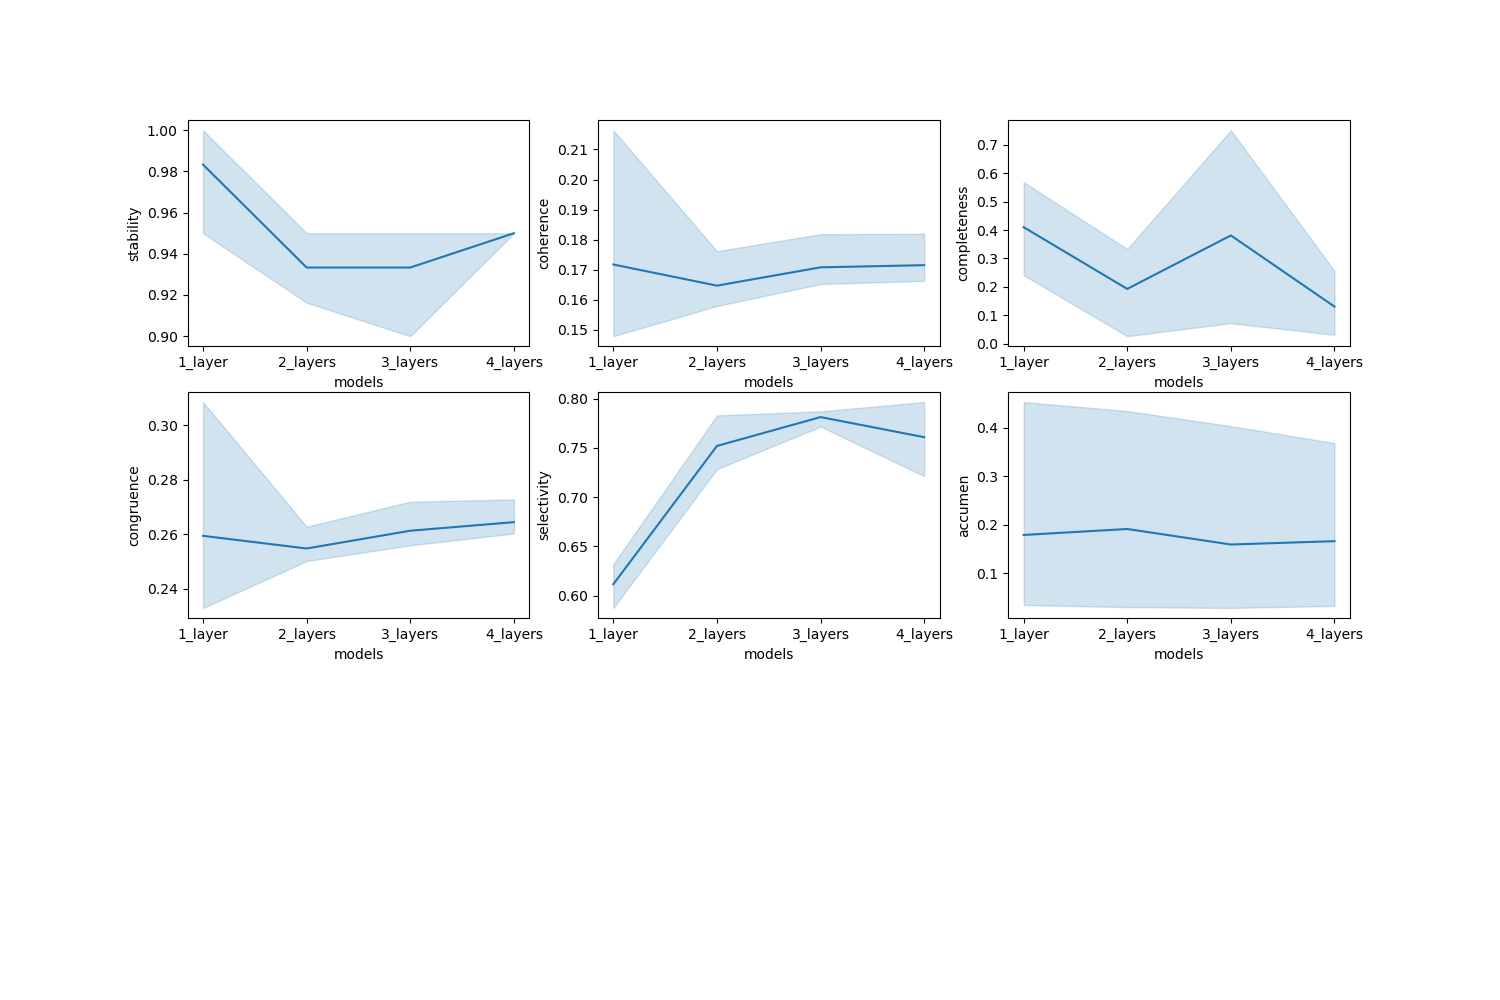 stability
1.00
0.98
0.96
0.94
0.92
0.90
1_layer 2_layers 3_layers 4_layers
models
coherence
0.21
0.20
0.19
0.18
0.17
0.16
0.15
1_layer 2_layers 3_layers 4_layers
models
completeness
0.7
0.6
0.5
0.4
0.3
0.2
0.1
0.0
1_layer 2_layers 3_layers 4_layers
models
congruence
0.30
0.28
0.26
0.24
1_layer 2_layers 3_layers 4_layers
models
selectivity
0.80
0.75
0.70
0.65
0.60
1_layer 2_layers 3_layers 4_layers
models
accumen
0.4
0.3
0.2
0.1
1_layer 2_layers 3_layers 4_layers
models